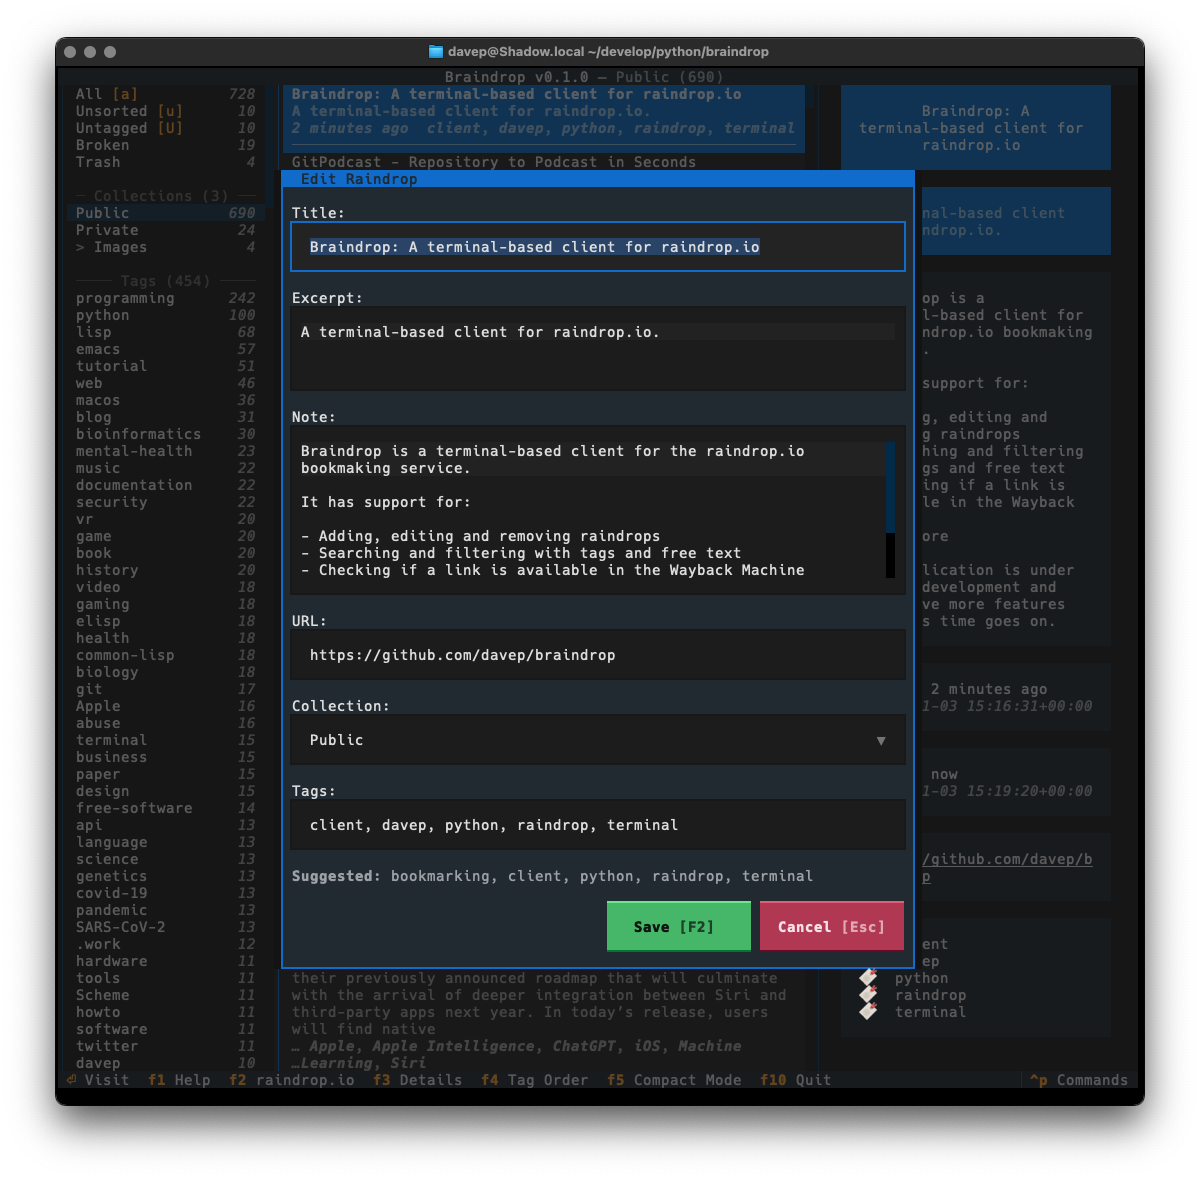 davep@Shadow.local ~/develop/python/braindrop
Braindrop v0.1.0 — Public (690)
All [a] 728
Unsorted [u] 10
Untagged [U] 10
Broken 19
Trash 4
Collections (3)
Public 690
Private 24
> Images 4
Tags (454)
programming 242
python 100
lisp 68
emacs 57
tutorial 51
web 46
macos 36
blog 31
bioinformatics 30
mental-health 23
music 22
documentation 22
security 22
vr 20
game 20
book 20
history 20
video 18
gaming 18
elisp 18
health 18
common-lisp 18
biology 18
git 17
Apple 16
abuse 16
terminal 15
business 15
paper 15
design 15
free-software 14
api 13
language 13
science 13
genetics 13
covid-19 13
pandemic 13
SARS-CoV-2 13
.work 12
hardware 11
tools 11
Scheme 11
howto 11
software 11
twitter 11
davep 10
Braindrop: A terminal-based client for raindrop.io
A terminal-based client for raindrop.io.
2 minutes ago client, davep, python, raindrop, terminal
GitPodcast - Repository to Podcast in Seconds
Edit Raindrop
Title:
Braindrop: A terminal-based client for raindrop.io
Excerpt:
A terminal-based client for raindrop.io.
Note:
Braindrop is a terminal-based client for the raindrop.io
bookmaking service.
It has support for:
- Adding, editing and removing raindrops
- Searching and filtering with tags and free text
- Checking if a link is available in the Wayback Machine
URL:
https://github.com/davep/braindrop
Collection:
Public ▼
Tags:
client, davep, python, raindrop, terminal
Suggested: bookmarking, client, python, raindrop, terminal
Save [F2] Cancel [Esc]
their previously announced roadmap that will culminate
with the arrival of deeper integration between Siri and
third-party apps next year. In today's release, users
will find native
… Apple, Apple Intelligence, ChatGPT, iOS, Machine
…Learning, Siri
Braindrop: A
terminal-based client for
raindrop.io
nal-based client
ndrop.io.
op is a
l-based client for
ndrop.io bookmaking
.
support for:
g, editing and
g raindrops
hing and filtering
gs and free text
ing if a link is
le in the Wayback
ore
lication is under
development and
ve more features
s time goes on.
2 minutes ago
1-03 15:16:31+00:00
now
1-03 15:19:20+00:00
/github.com/davep/b
p
ent
ep
python
raindrop
terminal
⏎ Visit f1 Help f2 raindrop.io f3 Details f4 Tag Order f5 Compact Mode f10 Quit ^p Commands